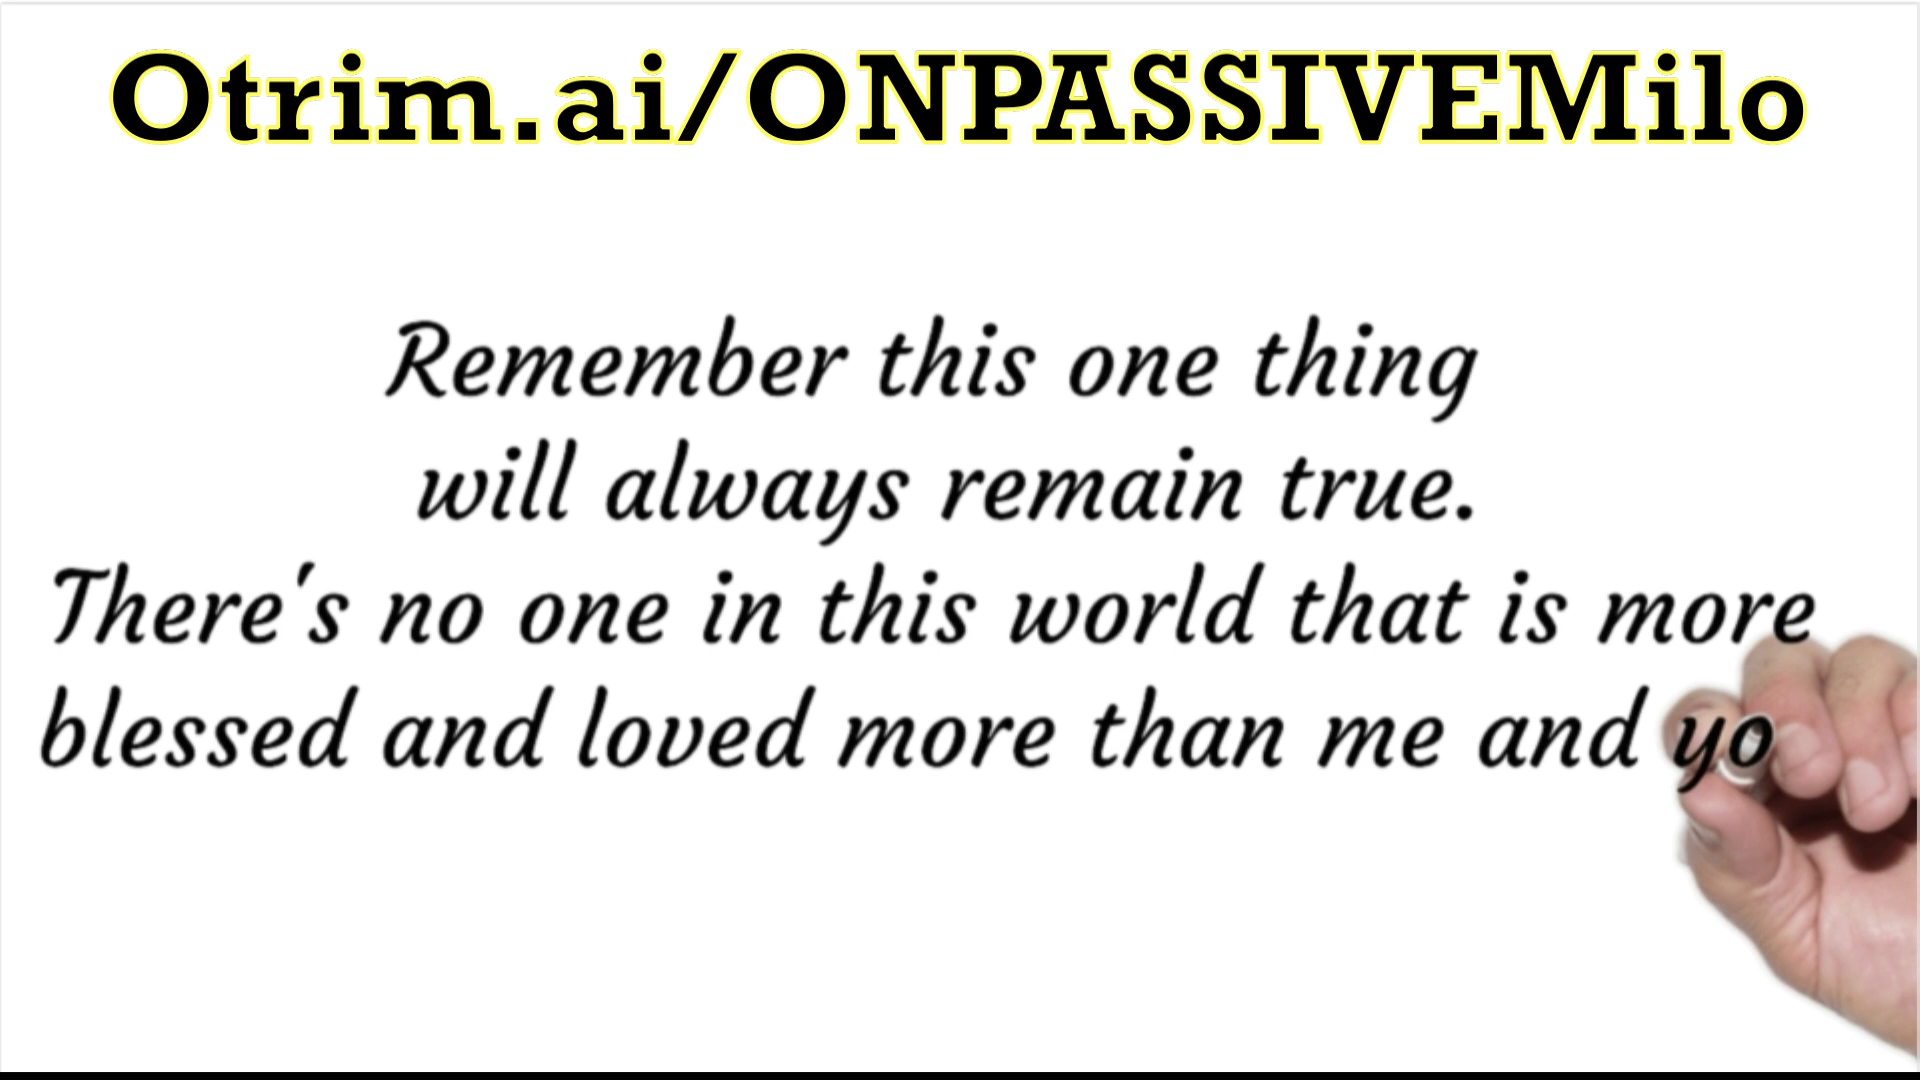 Otrim.ai/ONPASSIVEMilo
Remember this one thing
will always remain true.
There's no one in this world that is more
blessed and loved more than me and yo